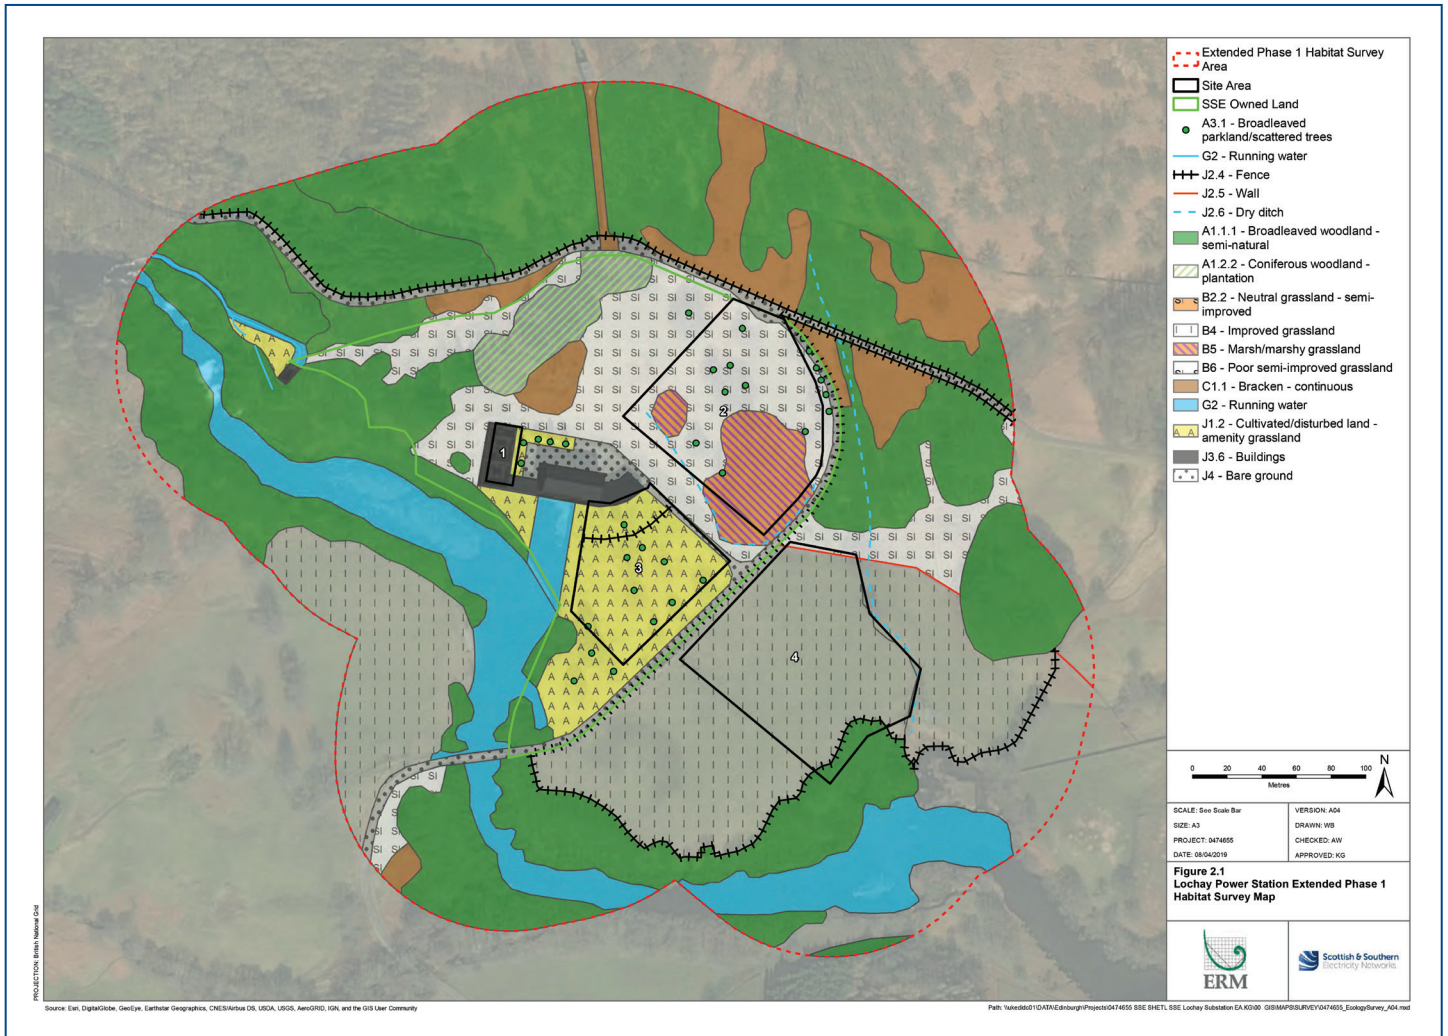 Extended Phase 1 Habitat Survey
Area
Site Area
SSE Owned Land
A3.1 - Broadleaved
parkland/scattered trees
G2 - Running water
J2.4 - Fence
J2.5 - Wall
J2.6 - Dry ditch
A1.1.1 - Broadleaved woodland -
semi-natural
A1.2.2 - Coniferous woodland -
plantation
B2.2 - Neutral grassland - semi-
improved
B4 - Improved grassland
B5 - Marsh/marshy grassland
B6 - Poor semi-improved grassland
C1.1 - Bracken - continuous
G2 - Running water
J1.2 - Cultivated/disturbed land -
amenity grassland
J3.6 - Buildings
J4 - Bare ground
1
2
3
4
N
0 20 40 60 80 100
Metres
SCALE: See Scale Bar
VERSION: A04
SIZE: A3
DRAWN: WB
PROJECT: 0474655
CHECKED: AW
DATE: 08/04/2019
APPROVED: KG
Figure 2.1
Lochay Power Station Extended Phase 1
Habitat Survey Map
ERM
Scottish & Southern
Electricity Networks
PROJECTION: British National Grid
Source: Esri, DigitalGlobe, GeoEye, Earthstar Geographics, CNES/Airbus DS, USDA, USGS, AeroGRID, IGN, and the GIS User Community